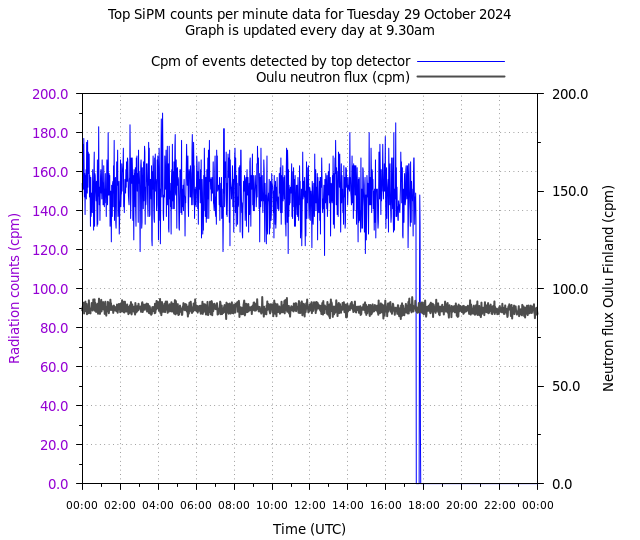 Top SiPM counts per minute data for Tuesday 29 October 2024
Graph is updated every day at 9.30am
Cpm of events detected by top detector
Oulu neutron flux (cpm)
200.0
180.0
160.0
140.0
120.0
100.0
80.0
60.0
40.0
20.0
0.0
Radiation counts (cpm)
200.0
150.0
100.0
50.0
0.0
Neutron flux Oulu Finland (cpm)
00:00 02:00 04:00 06:00 08:00 10:00 12:00 14:00 16:00 18:00 20:00 22:00 00:00
Time (UTC)